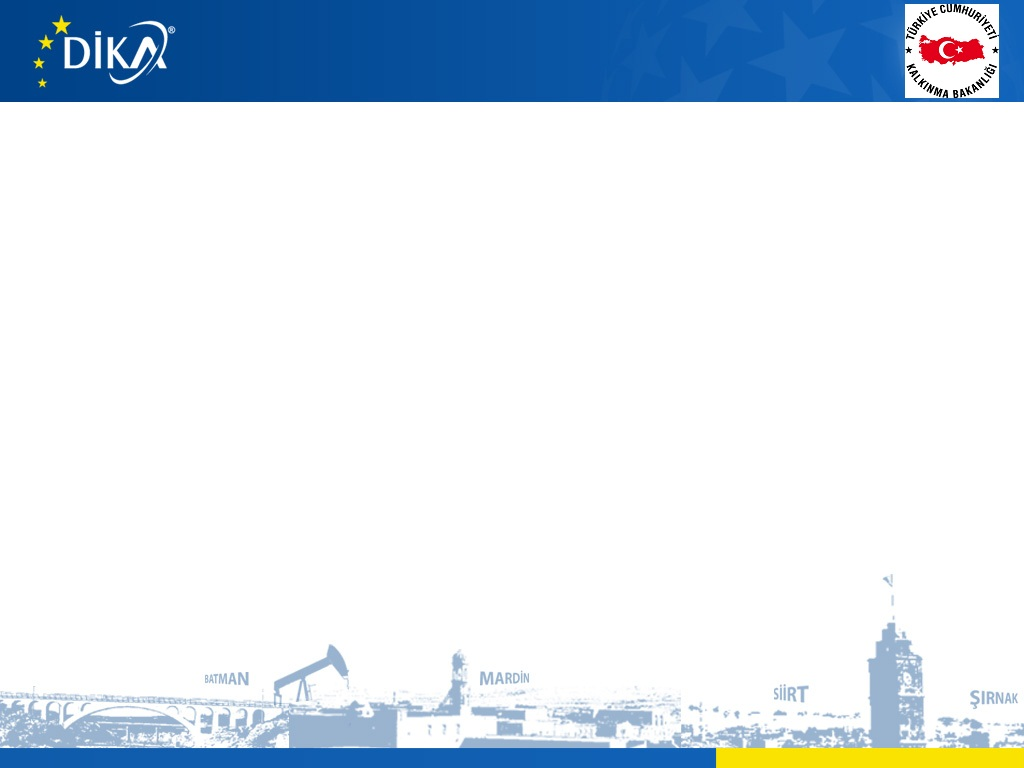 DİKA®
TÜRKİYE CUMHURİYETİ
KALKINMA BAKANLIĞI
BATMAN
MARDİN
SİİRT
ŞIRNAK